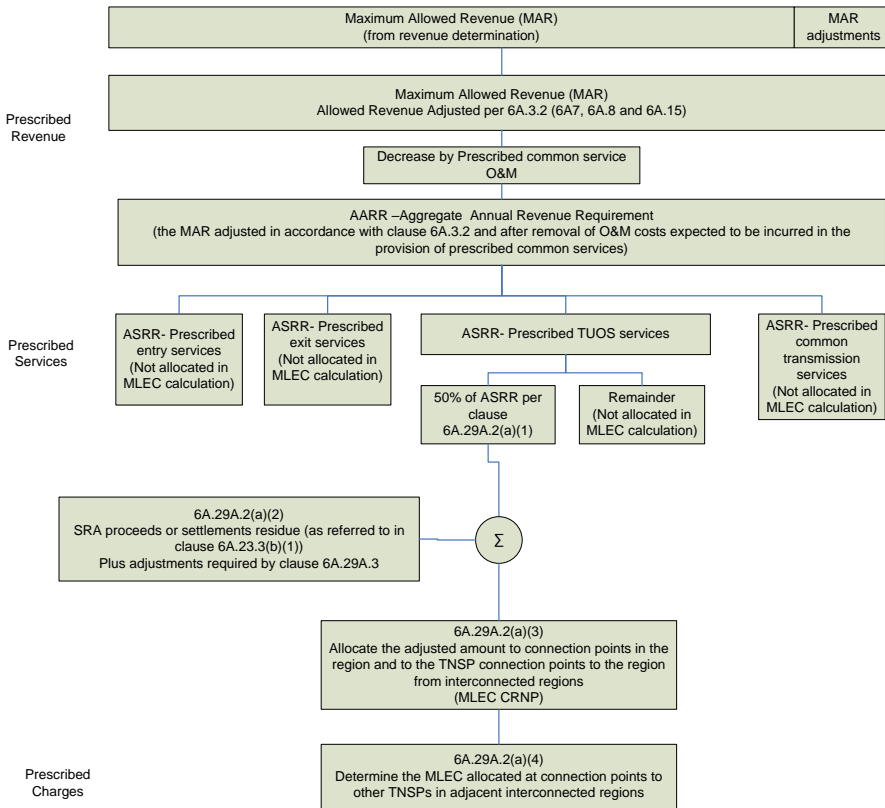 Maximum Allowed Revenue (MAR)
(from revenue determination)
MAR
adjustments
Prescribed
Revenue
Maximum Allowed Revenue (MAR)
Allowed Revenue Adjusted per 6A.3.2 (6A7, 6A.8 and 6A.15)
Decrease by Prescribed common service
O&M
AARR –Aggregate Annual Revenue Requirement
(the MAR adjusted in accordance with clause 6A.3.2 and after removal of O&M costs expected to be incurred in the
provision of prescribed common services)
Prescribed
Services
ASRR- Prescribed
entry services
(Not allocated in
MLEC calculation)
ASRR- Prescribed
exit services
(Not allocated in
MLEC calculation)
ASRR- Prescribed TUOS services
ASRR- Prescribed
common
transmission
services
(Not allocated in
MLEC calculation)
50% of ASRR per
clause
6A.29A.2(a)(1)
Remainder
(Not allocated in
MLEC calculation)
6A.29A.2(a)(2)
SRA proceeds or settlements residue (as referred to in
clause 6A.23.3(b)(1))
Plus adjustments required by clause 6A.29A.3
Σ
6A.29A.2(a)(3)
Allocate the adjusted amount to connection points in the
region and to the TNSP connection points to the region
from interconnected regions
(MLEC CRNP)
Prescribed
Charges
6A.29A.2(a)(4)
Determine the MLEC allocated at connection points to
other TNSPs in adjacent interconnected regions